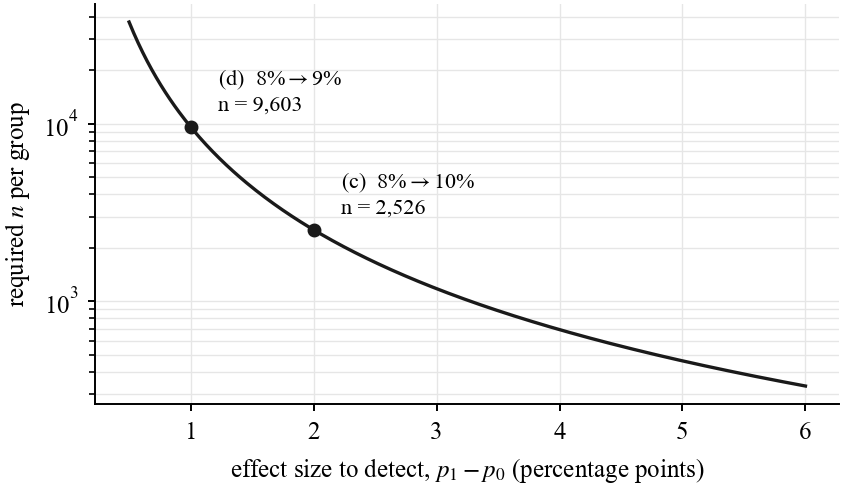 required n per group
10⁴
10³
(d) 8%→9%
n = 9,603
(c) 8%→10%
n = 2,526
1 2 3 4 5 6
effect size to detect, p₁ − p₀ (percentage points)